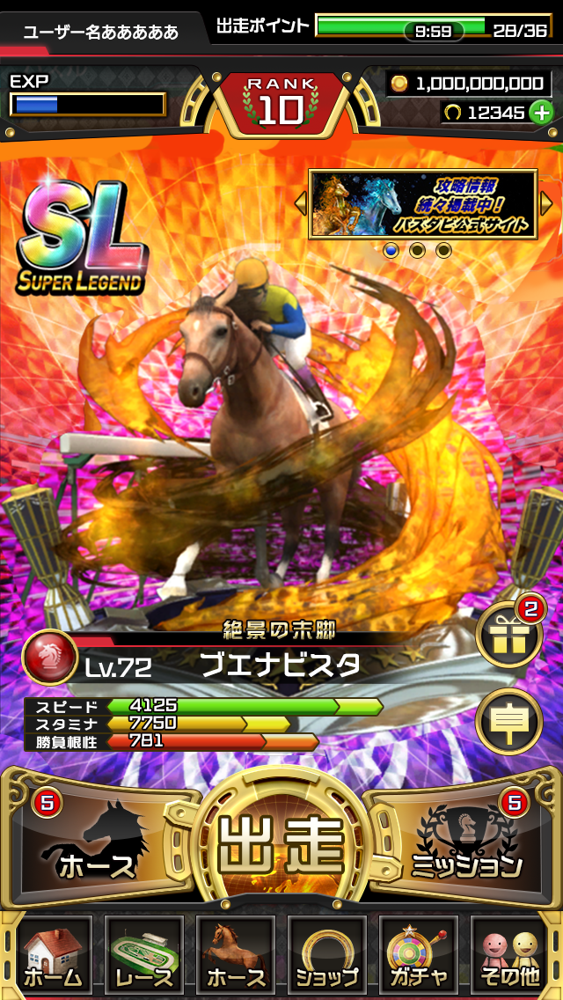 ユーザー名ああああああ
出走ポイント
9:59
28/36
EXP
RANK
10
1,000,000,000
12345
SL
SUPER LEGEND
攻略情報
続々掲載中！
パズダビ公式サイト
2
絶景の末脚
Lv.72
ブエナビスタ
スピード 4125
スタミナ 7750
勝負根性 781
5
ホース
出走
5
ミッション
ホーム
レース
ホース
ショップ
ガチャ
その他